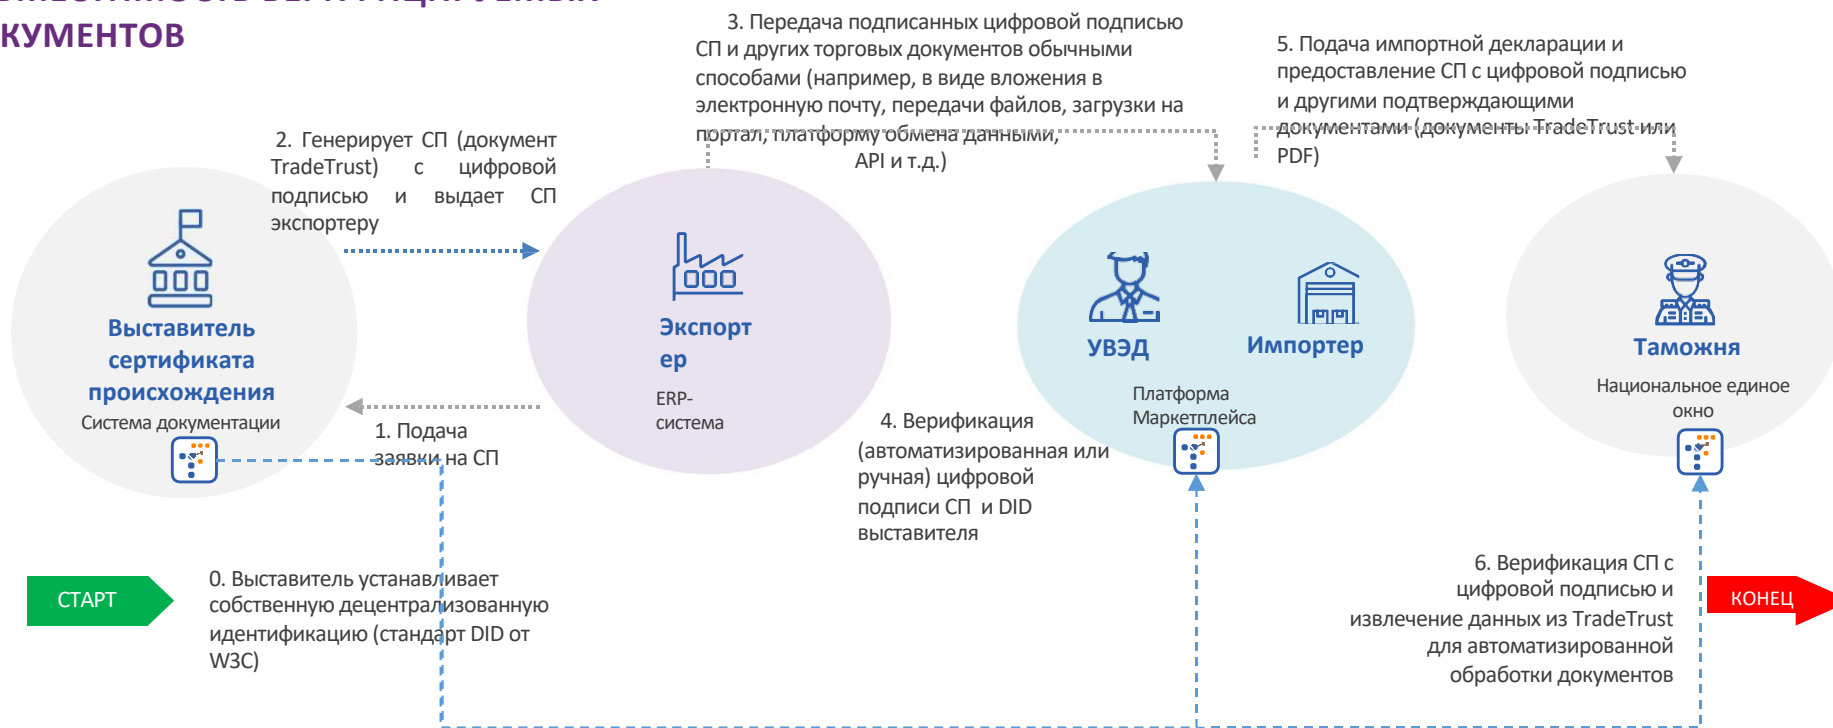 КУМЕНТОВ
3. Передача подписанных цифровой подписью
СП и других торговых документов обычными
способами (например, в виде вложения в
электронную почту, передачи файлов, загрузки на
портал, платформу обмена данными,
API и т.д.)
5. Подача импортной декларации и
предоставление СП с цифровой подписью
и другими подтверждающими
документами (документы TradeTrust или
PDF)
2. Генерирует СП (документ
TradeTrust) с цифровой
подписью и выдает СП
экспортеру
Выставитель
сертификата
происхождения
Система документации
Экспорт
ер
ERP-
система
УВЭД
Импортер
Платформа
Маркетплейса
Таможня
Национальное единое
окно
1. Подача
заявки на СП
4. Верификация
(автоматизированная или
ручная) цифровой
подписи СП и DID
выставителя
СТАРТ
0. Выставитель устанавливает
собственную децентрализованную
идентификацию (стандарт DID от
W3C)
6. Верификация СП с
цифровой подписью и
извлечение данных из TradeTrust
для автоматизированной
обработки документов
КОНЕЦ